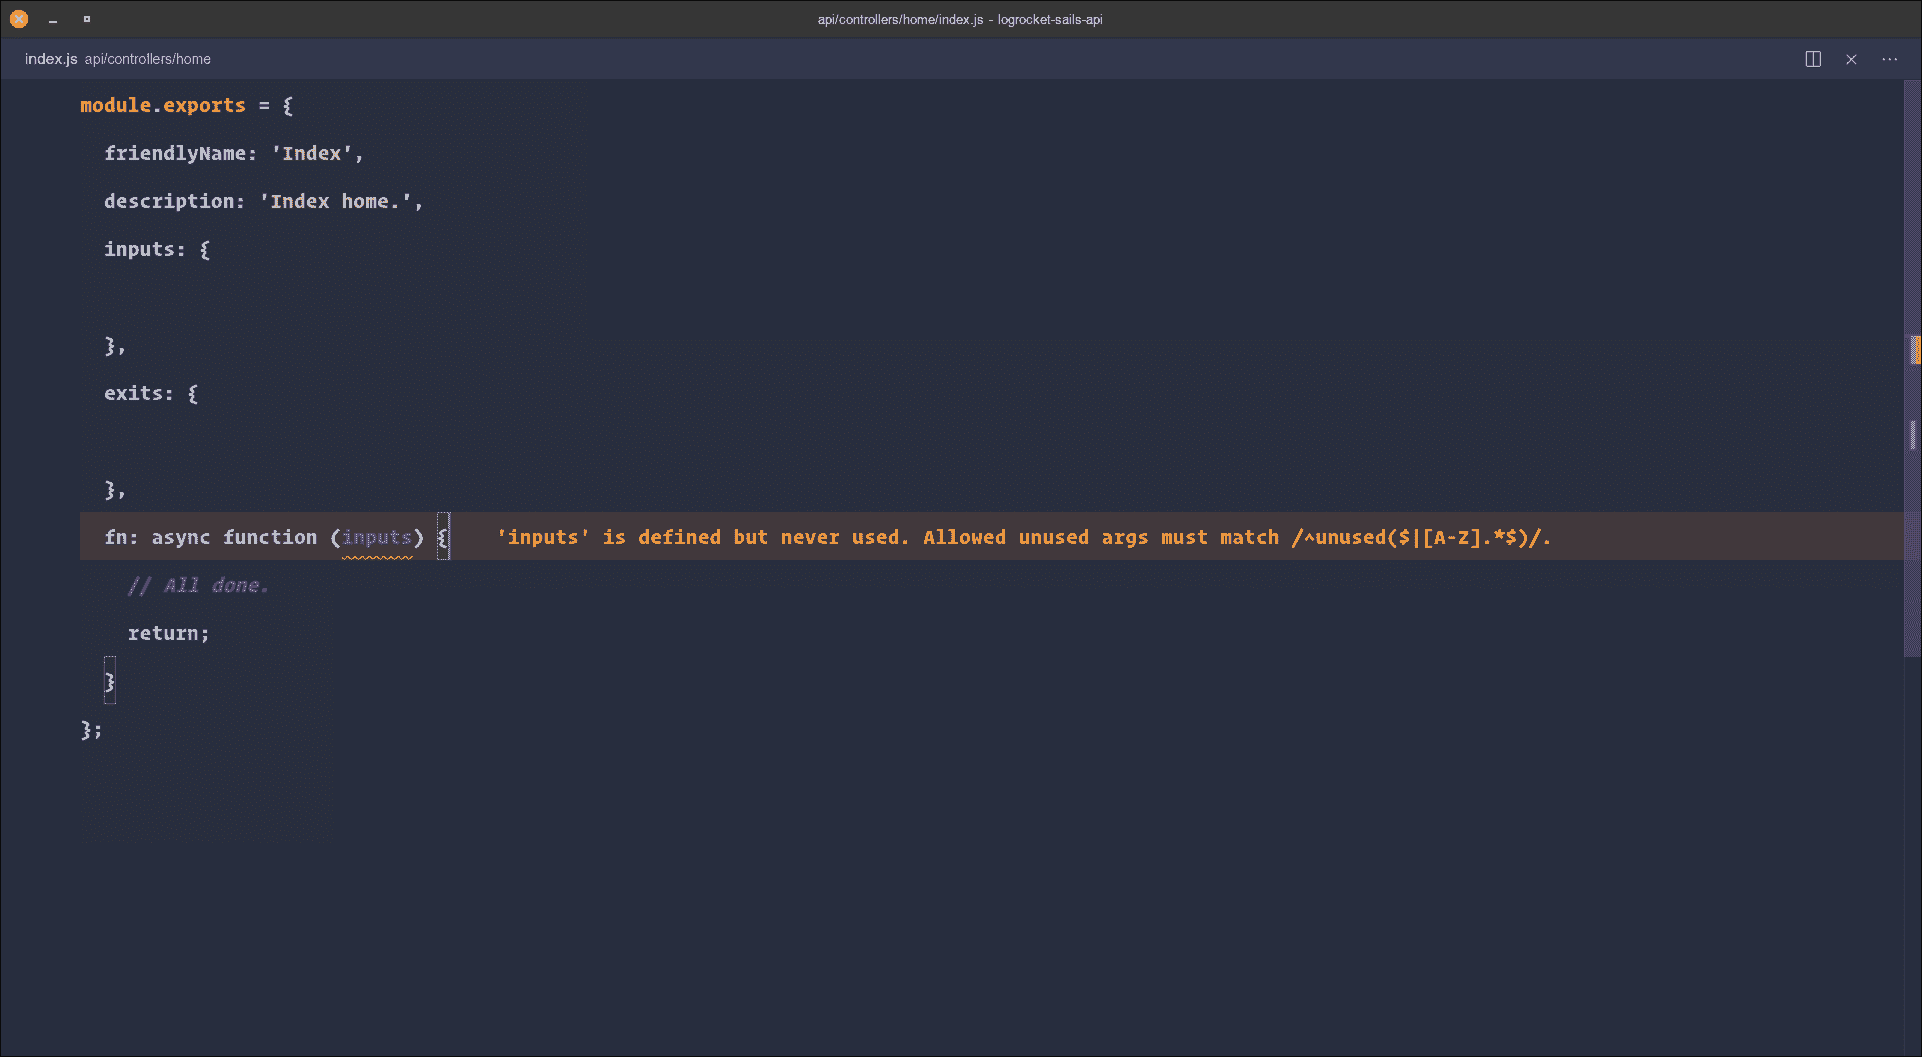 api/controllers/home/index.js - logrocket-sails-api
index.js api/controllers/home
module.exports = {
friendlyName: 'Index',
description: 'Index home.',
inputs: {
},
exits: {
},
fn: async function (inputs) { 'inputs' is defined but never used. Allowed unused args must match /^unused($|[A-Z].*$)/.
// All done.
return;
}
};